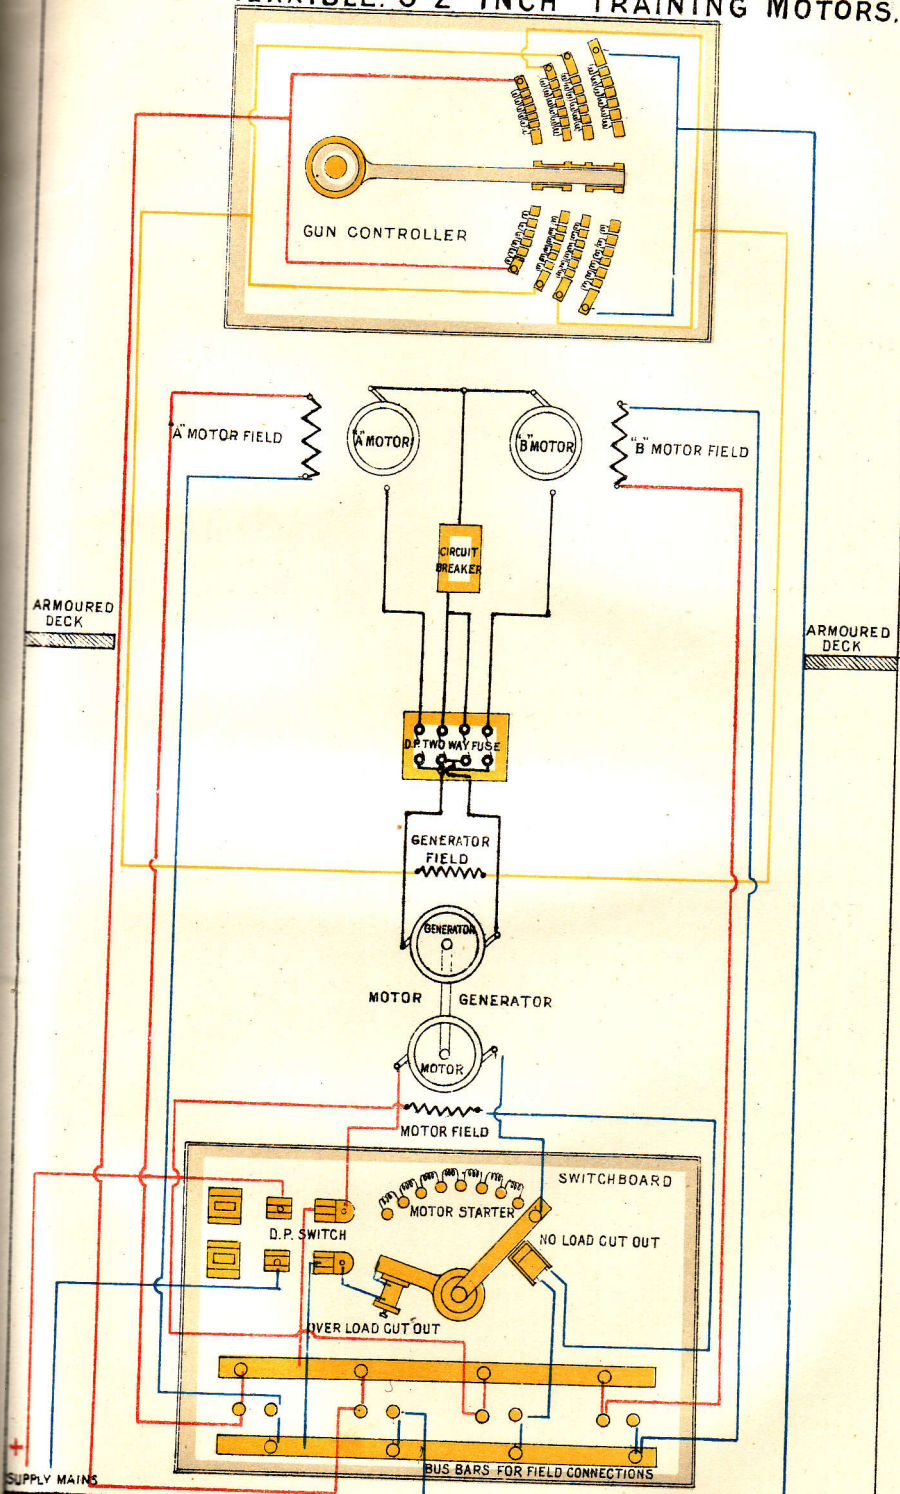 TRAINING MOTORS.
GUN CONTROLLER
"A" MOTOR FIELD
"A" MOTOR
"B" MOTOR
"B" MOTOR FIELD
CIRCUIT
BREAKER
ARMOURED
DECK
ARMOURED
DECK
D.P. TWO WAY FUSE
GENERATOR
FIELD
GENERATOR
MOTOR GENERATOR
MOTOR
MOTOR FIELD
SWITCHBOARD
MOTOR STARTER
D.P. SWITCH
NO LOAD CUT OUT
OVER LOAD CUT OUT
+
SUPPLY MAINS
BUS BARS FOR FIELD CONNECTIONS